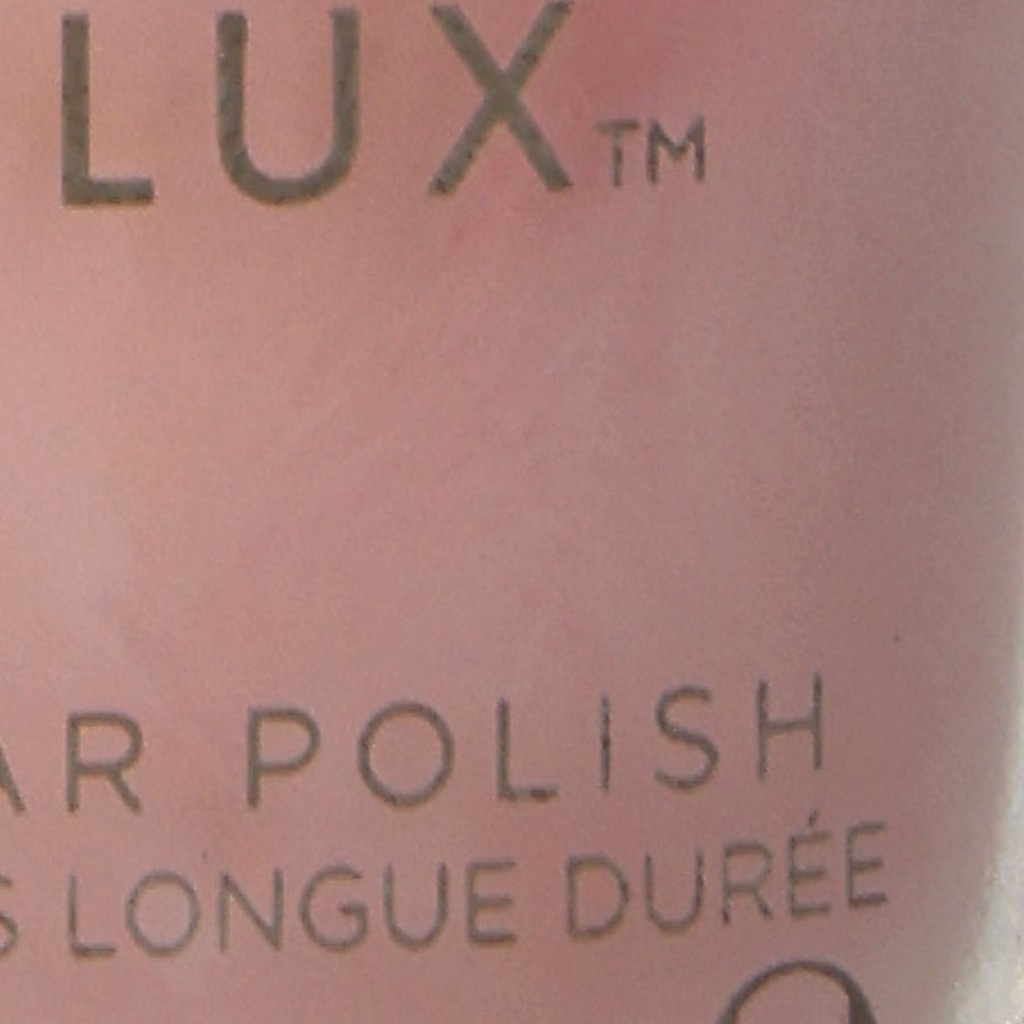 LUX™
AR POLISH
S LONGUE DURÉE